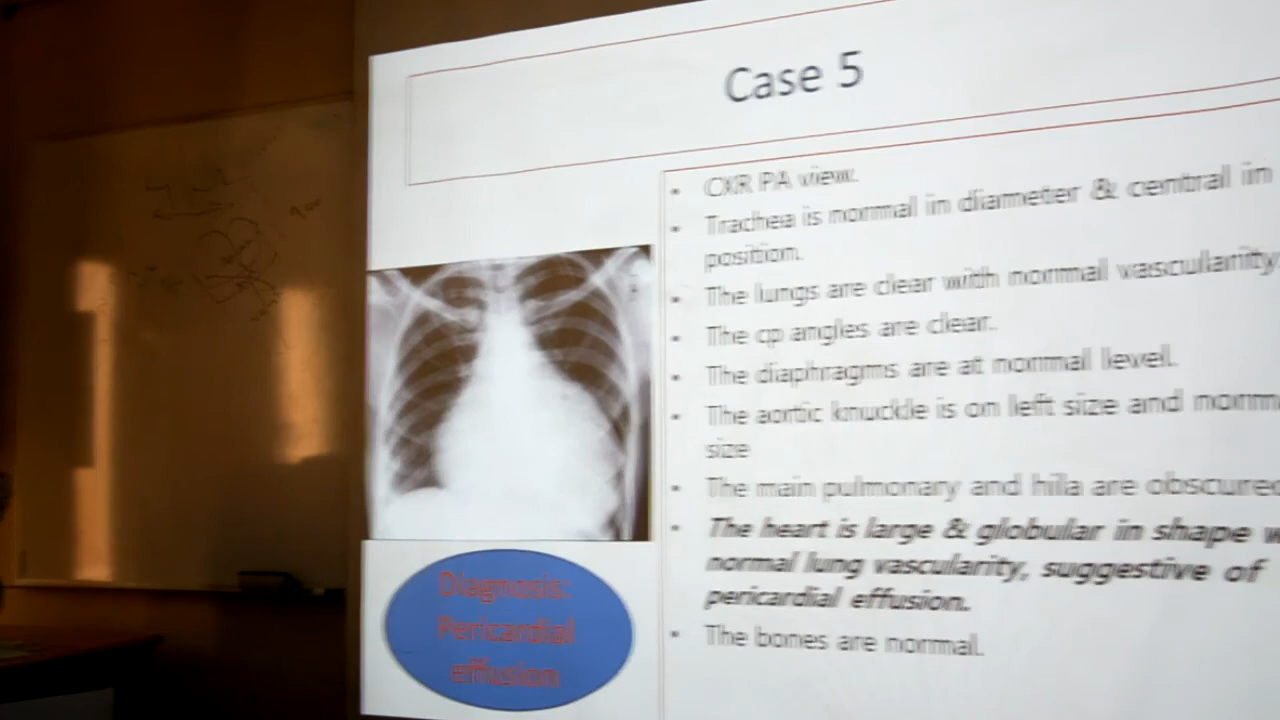 Case 5
• CXR PA view.
• Trachea is normal in diameter & central in
position.
• The lungs are clear with normal vascularity
• The cp angles are clear.
• The diaphragms are at normal level.
• The aortic knuckle is on left size and
size
• The main pulmonary and hila are
• The heart is large & globular in shape
normal lung vascularity, suggestive of
pericardial effusion.
• The bones are normal.
Diagnosis:
Pericardial
effusion